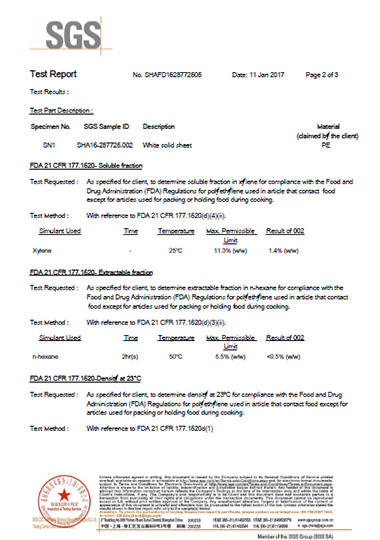 SGS
Test Report No. SHAFD1628772505 Date: 11 Jan 2017 Page 2 of 3
Test Results :
Test Part Description :
Specimen No. SGS Sample ID Description Material
(claimed by the client)
SN1 SHA16-287725.002 White solid sheet PE
FDA 21 CFR 177.1520- Soluble fraction
Test Requested : As specified for client, to determine soluble fraction in xylene for compliance with the Food and
Drug Administration (FDA) Regulations for polyethylene used in article that contact food
except for articles used for packing or holding food during cooking.
Test Method : With reference to FDA 21 CFR 177.1520(d)(4)(ii).
Simulant Used Time Temperature Max. Permissible Result of 002
Limit
Xylene - 25°C 11.3% (w/w) 1.4% (w/w)
FDA 21 CFR 177.1520- Extractable fraction
Test Requested : As specified for client, to determine extractable fraction in n-hexane for compliance with the
Food and Drug Administration (FDA) Regulations for polyethylene used in article that contact
food except for articles used for packing or holding food during cooking.
Test Method : With reference to FDA 21 CFR 177.1520(d)(3)(ii).
Simulant Used Time Temperature Max. Permissible Result of 002
Limit
n-hexane 2hr(s) 50°C 5.5% (w/w) <0.5% (w/w)
FDA 21 CFR 177.1520-Density at 23°C
Test Requested : As specified for client, to determine density at 23°C for compliance with the Food and Drug
Administration (FDA) Regulations for polyethylene used in article that contact food except for
articles used for packing or holding food during cooking.
Test Method : With reference to FDA 21 CFR 177.1520d(1)
Member of the SGS Group (SGS SA)